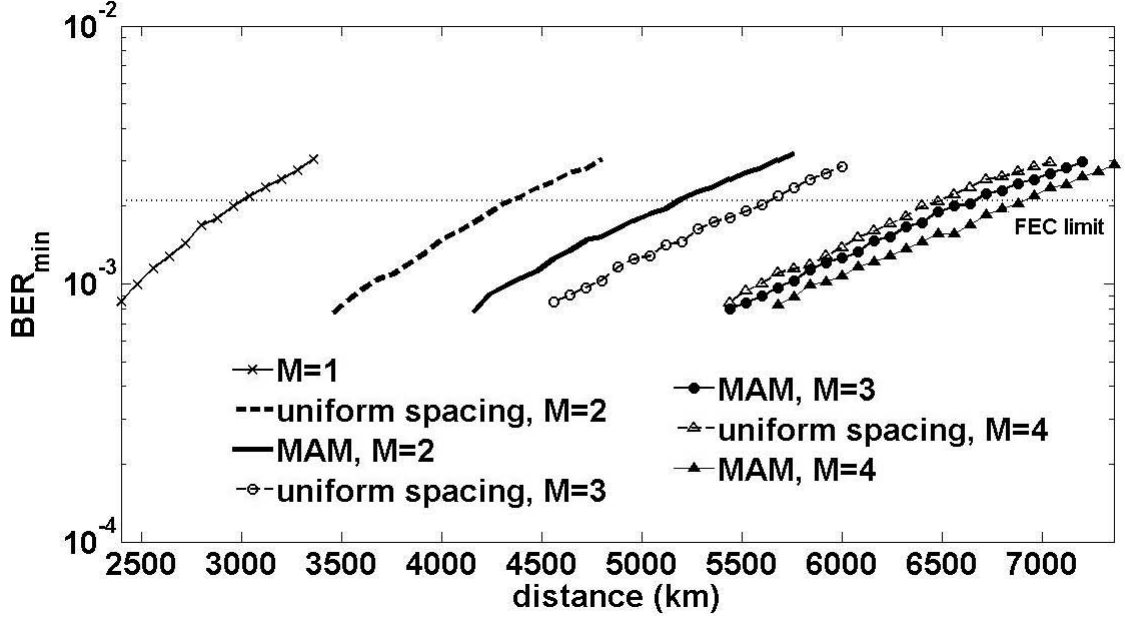 10-2
10-3
10-4
BERmin
FEC limit
M=1
uniform spacing, M=2
MAM, M=2
uniform spacing, M=3
MAM, M=3
uniform spacing, M=4
MAM, M=4
2500 3000 3500 4000 4500 5000 5500 6000 6500 7000
distance (km)